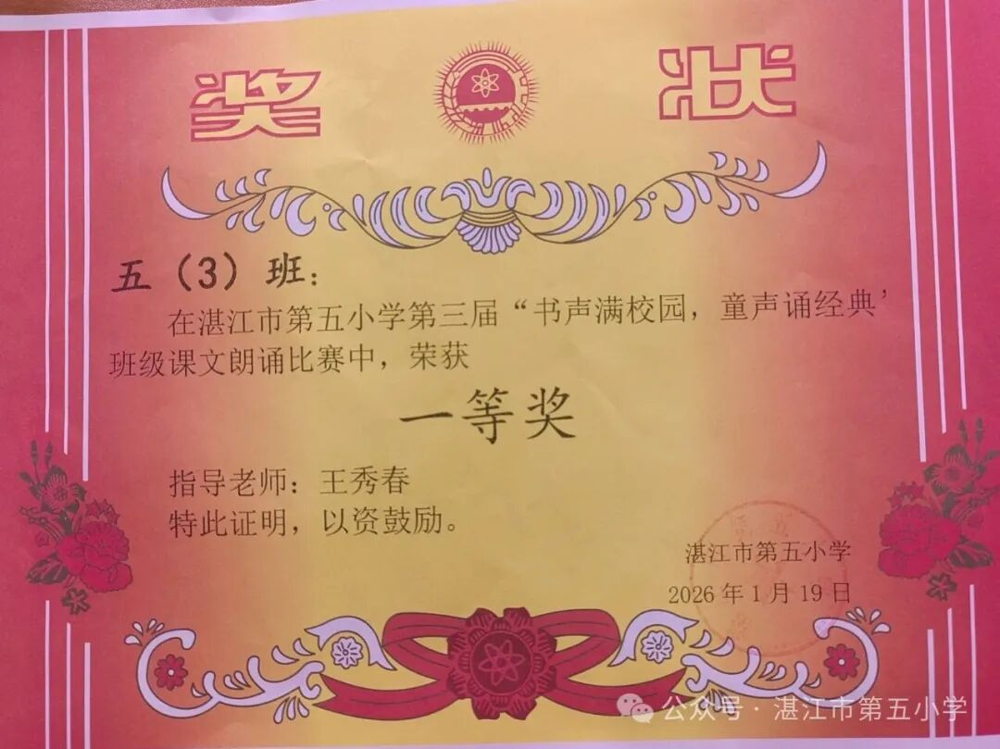 奖状
五（3）班：
在湛江市第五小学第三届“书声满校园，童声诵经典’
班级课文朗诵比赛中，荣获
一等奖
指导老师：王秀春
特此证明，以资鼓励。
湛江市第五小学
2026年1月19日
公众号·湛江市第五小学